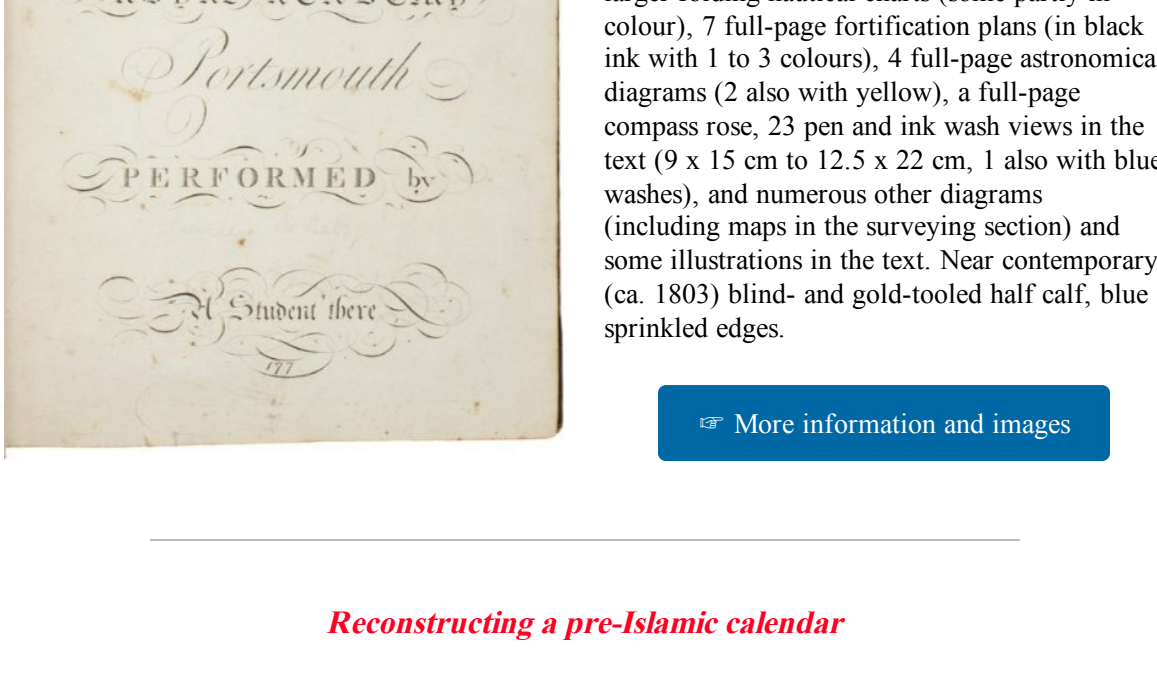 Portsmouth
PERFORMED by
A Student there
177
colour), 7 full-page fortification plans (in black
ink with 1 to 3 colours), 4 full-page astronomica
diagrams (2 also with yellow), a full-page
compass rose, 23 pen and ink wash views in the
text (9 x 15 cm to 12.5 x 22 cm, 1 also with blue
washes), and numerous other diagrams
(including maps in the surveying section) and
some illustrations in the text. Near contemporary
(ca. 1803) blind- and gold-tooled half calf, blue
sprinkled edges.
☞ More information and images
Reconstructing a pre-Islamic calendar